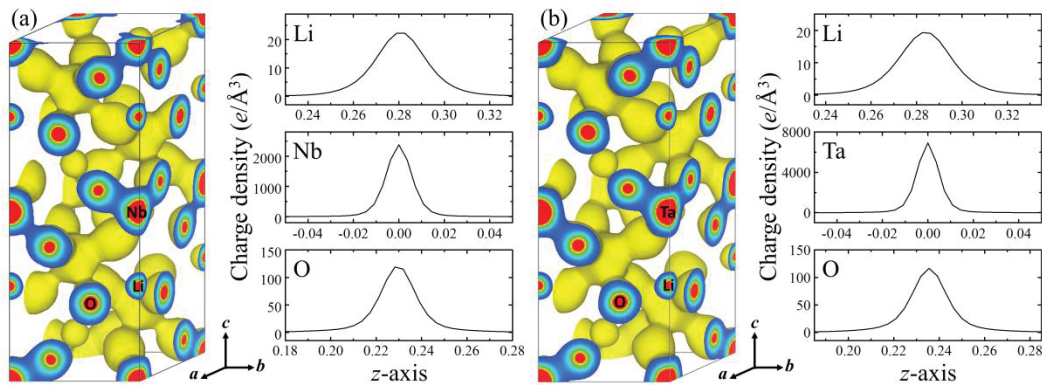 (a)
Nb
Li
O
c
a
b
Charge density (e/Å³)
Li
20
10
0
0.24 0.26 0.28 0.30 0.32
Nb
2000
1000
0
-0.04 -0.02 0.00 0.02 0.04
O
150
100
50
0
0.18 0.20 0.22 0.24 0.26 0.28
z-axis
(b)
Ta
Li
O
c
a
b
Charge density (e/Å³)
Li
20
10
0
0.24 0.26 0.28 0.30 0.32
Ta
8000
4000
0
-0.04 -0.02 0.00 0.02 0.04
O
150
100
50
0
0.20 0.22 0.24 0.26 0.28
z-axis